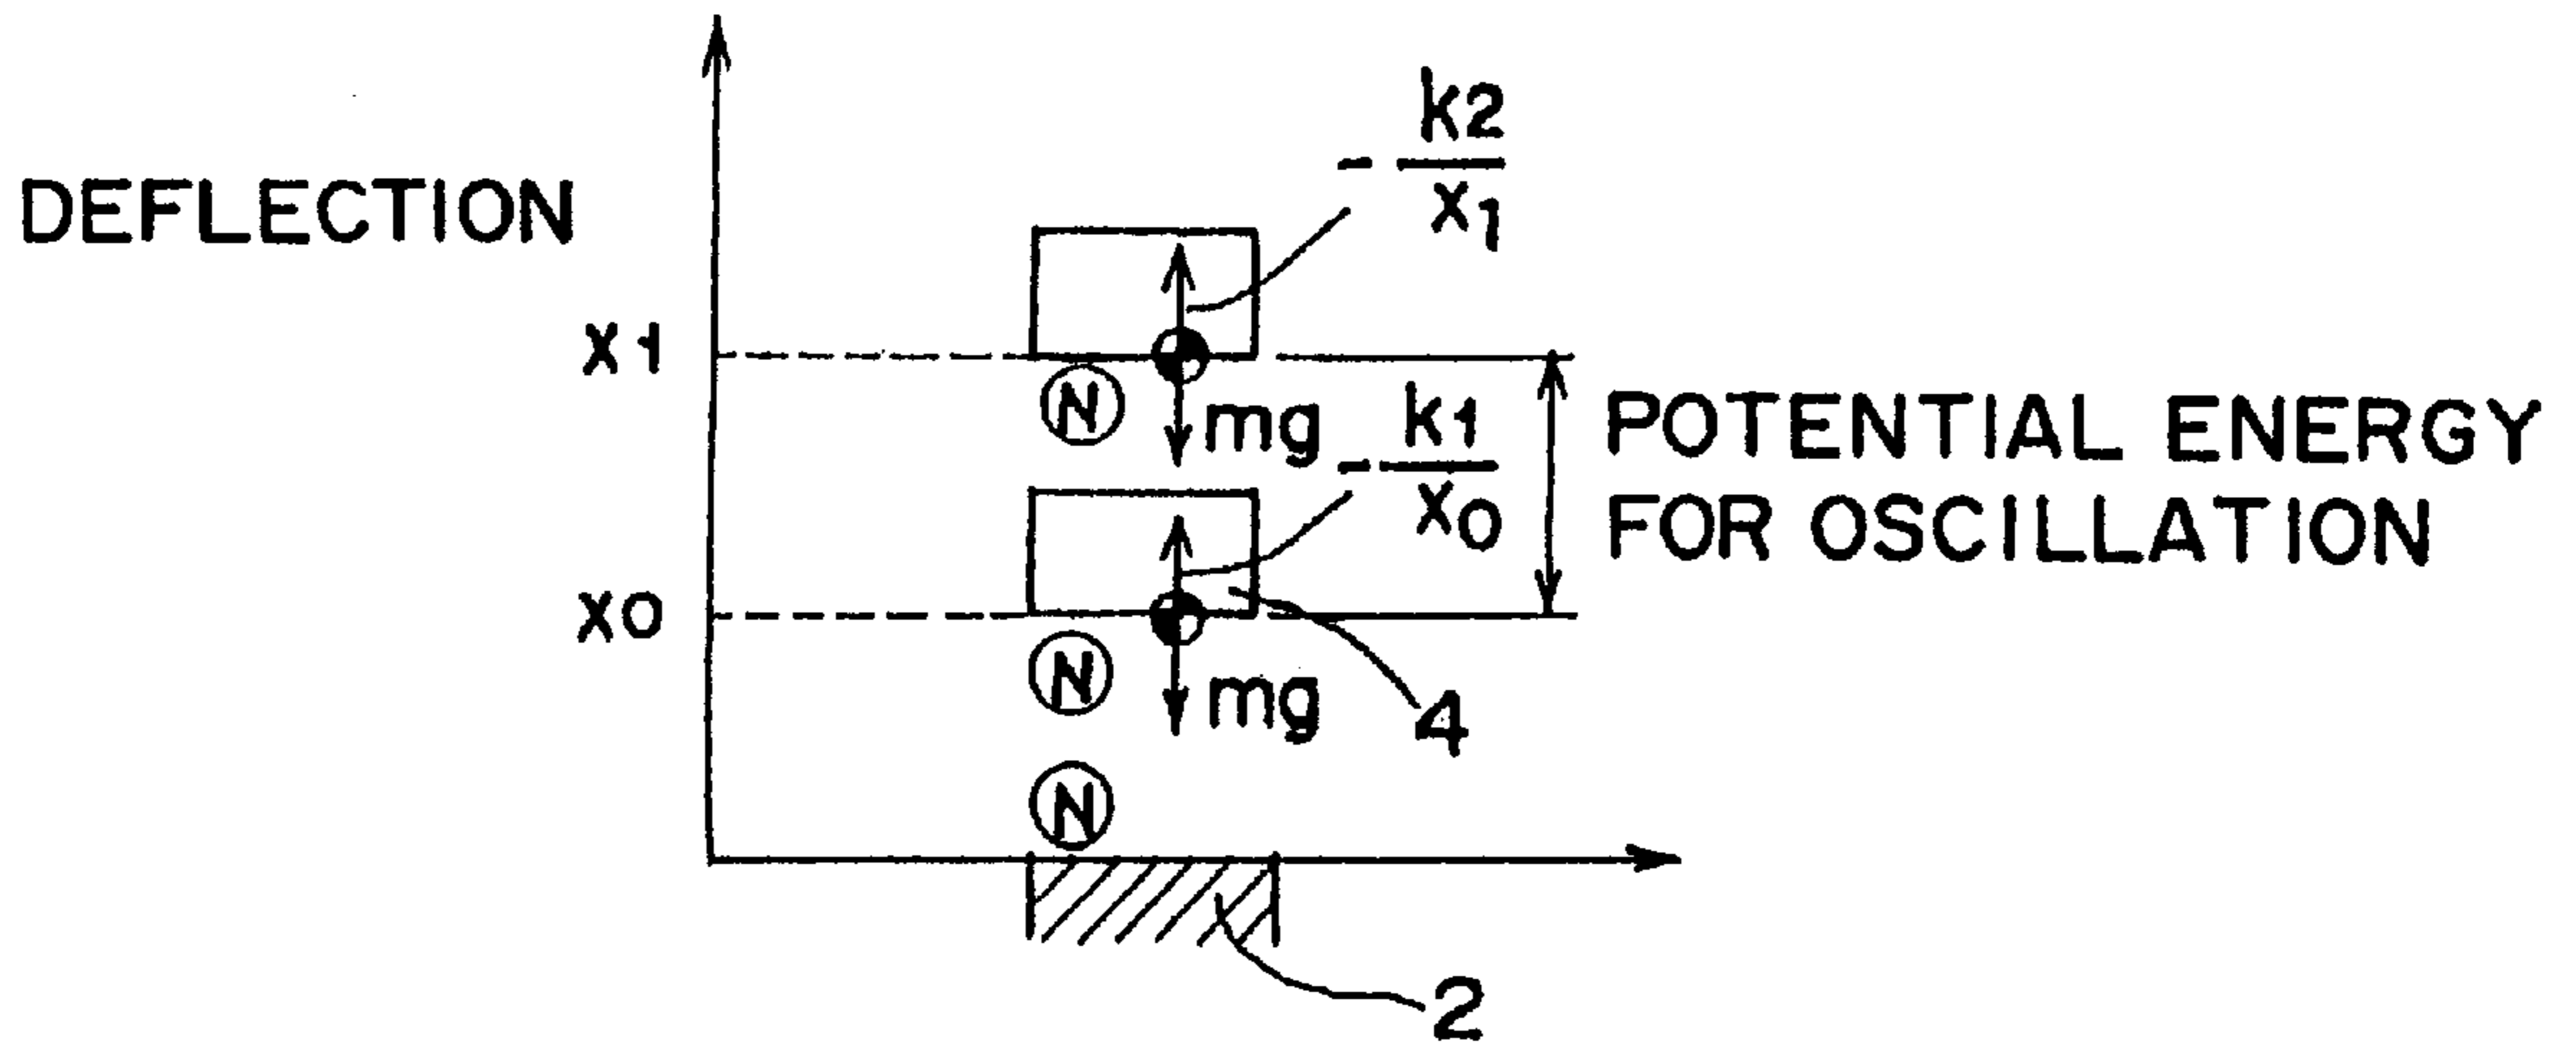 DEFLECTION
- k2/x1
x1
N
mg
- k1/x0
POTENTIAL ENERGY
FOR OSCILLATION
x0
N
mg
4
N
2